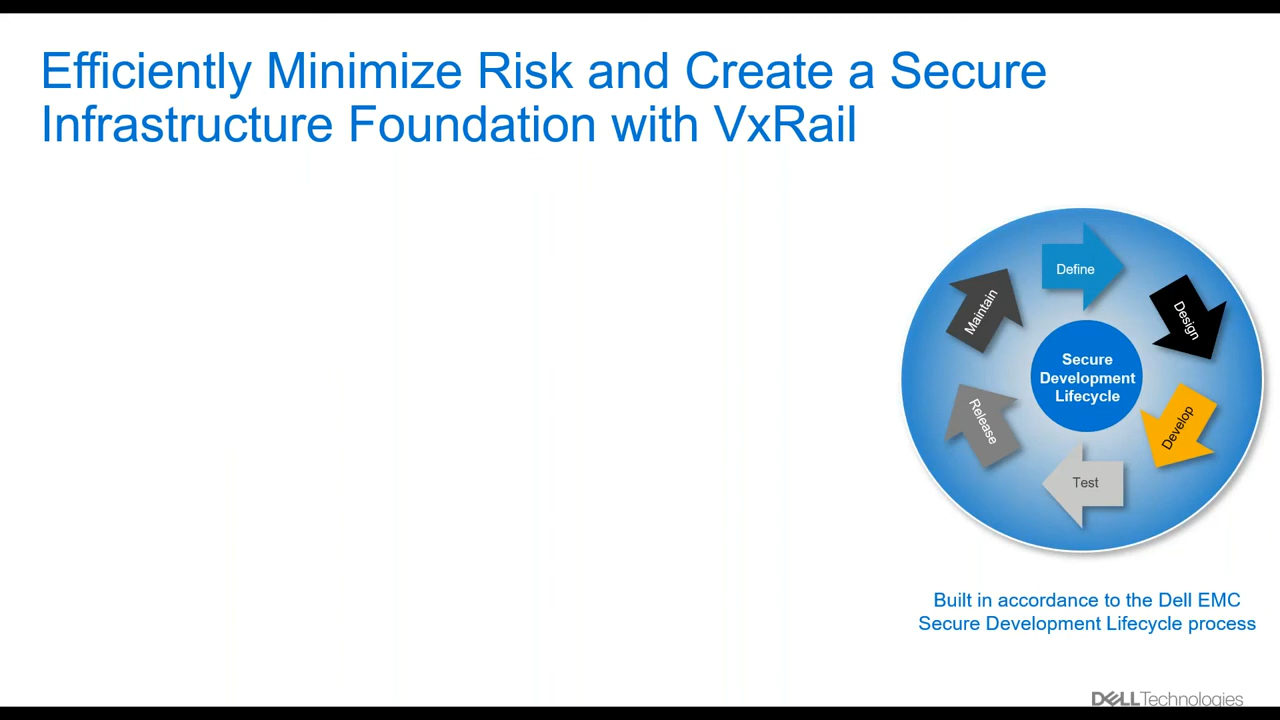 Efficiently Minimize Risk and Create a Secure
Infrastructure Foundation with VxRail
Define
Design
Develop
Test
Release
Maintain
Secure
Development
Lifecycle
Built in accordance to the Dell EMC
Secure Development Lifecycle process
DELLTechnologies